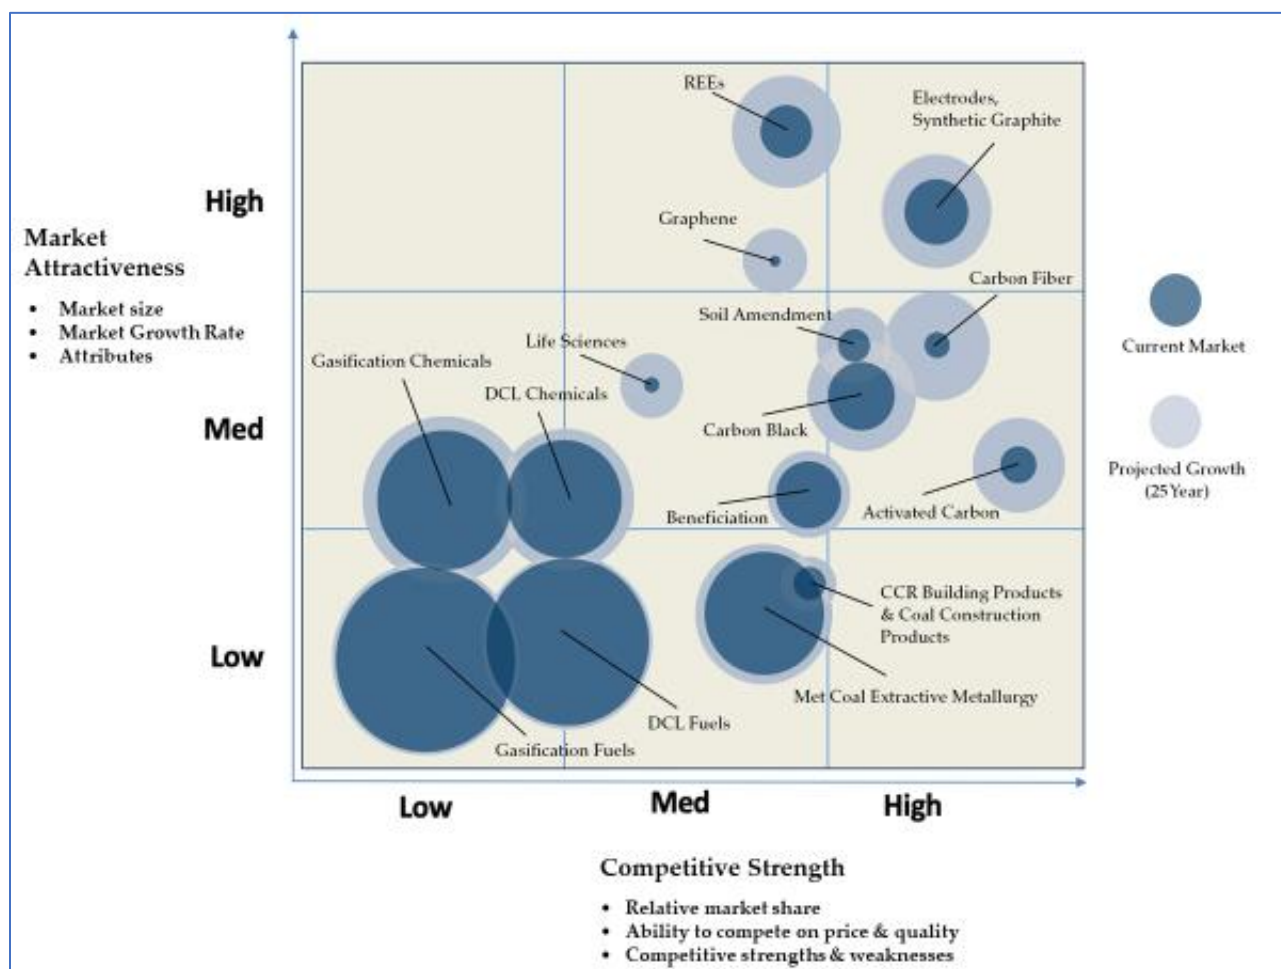 REEs
Electrodes,
Synthetic Graphite
High
Graphene
Market
Attractiveness
Carbon Fiber
• Market size
• Market Growth Rate
• Attributes
Soil Amendment
Life Sciences
Current Market
Gasification Chemicals
DCL Chemicals
Med
Carbon Black
Projected Growth
(25 Year)
Beneficiation
Activated Carbon
CCR Building Products
& Coal Construction
Products
Low
Met Coal Extractive Metallurgy
DCL Fuels
Gasification Fuels
Low
Med
High
Competitive Strength
• Relative market share
• Ability to compete on price & quality
• Competitive strengths & weaknesses